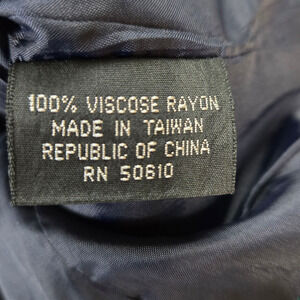 100% VISCOSE RAYON
MADE IN TAIWAN
REPUBLIC OF CHINA
RN 50610